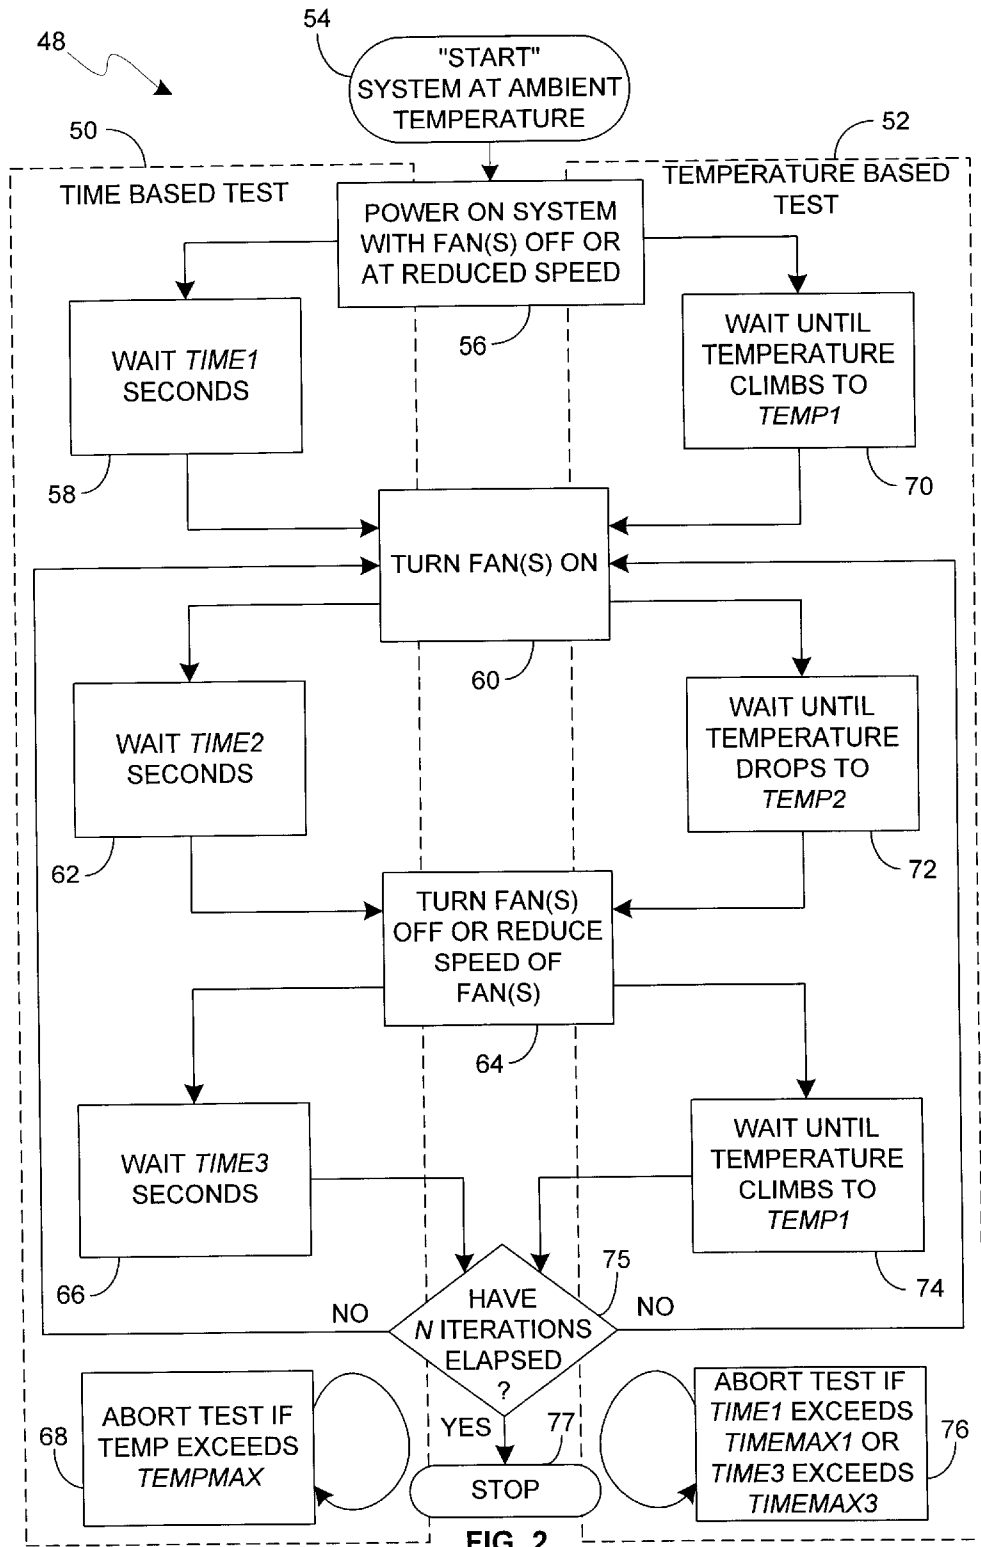 54
48
"START"
SYSTEM AT AMBIENT
TEMPERATURE
50
52
TIME BASED TEST
TEMPERATURE BASED
TEST
POWER ON SYSTEM
WITH FAN(S) OFF OR
AT REDUCED SPEED
56
WAIT TIME1
SECONDS
58
WAIT UNTIL
TEMPERATURE
CLIMBS TO
TEMP1
70
TURN FAN(S) ON
60
WAIT TIME2
SECONDS
62
WAIT UNTIL
TEMPERATURE
DROPS TO
TEMP2
72
TURN FAN(S)
OFF OR REDUCE
SPEED OF
FAN(S)
64
WAIT TIME3
SECONDS
66
WAIT UNTIL
TEMPERATURE
CLIMBS TO
TEMP1
74
75
HAVE
N ITERATIONS
ELAPSED
?
NO
NO
YES
77
STOP
68
ABORT TEST IF
TEMP EXCEEDS
TEMPMAX
ABORT TEST IF
TIME1 EXCEEDS
TIMEMAX1 OR
TIME3 EXCEEDS
TIMEMAX3
76
FIG. 2